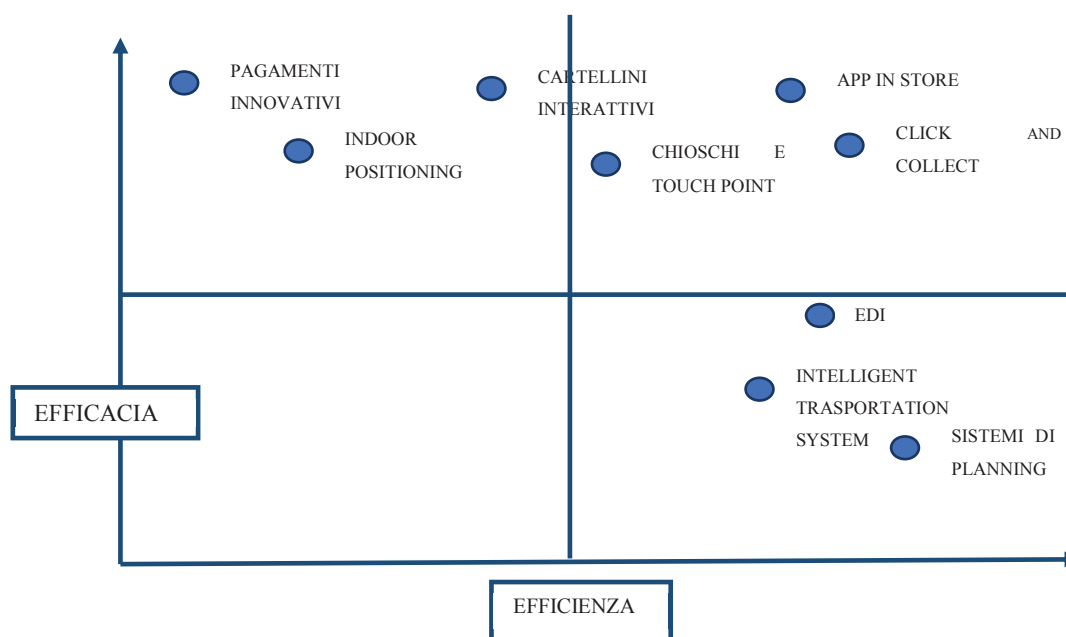 PAGAMENTI
INNOVATIVI
CARTELLINI
INTERATTIVI
APP IN STORE
INDOOR
POSITIONING
CHIOSCHI E
TOUCH POINT
CLICK AND
COLLECT
EDI
INTELLIGENT
TRASPORTATION
SYSTEM
SISTEMI DI
PLANNING
EFFICACIA
EFFICIENZA